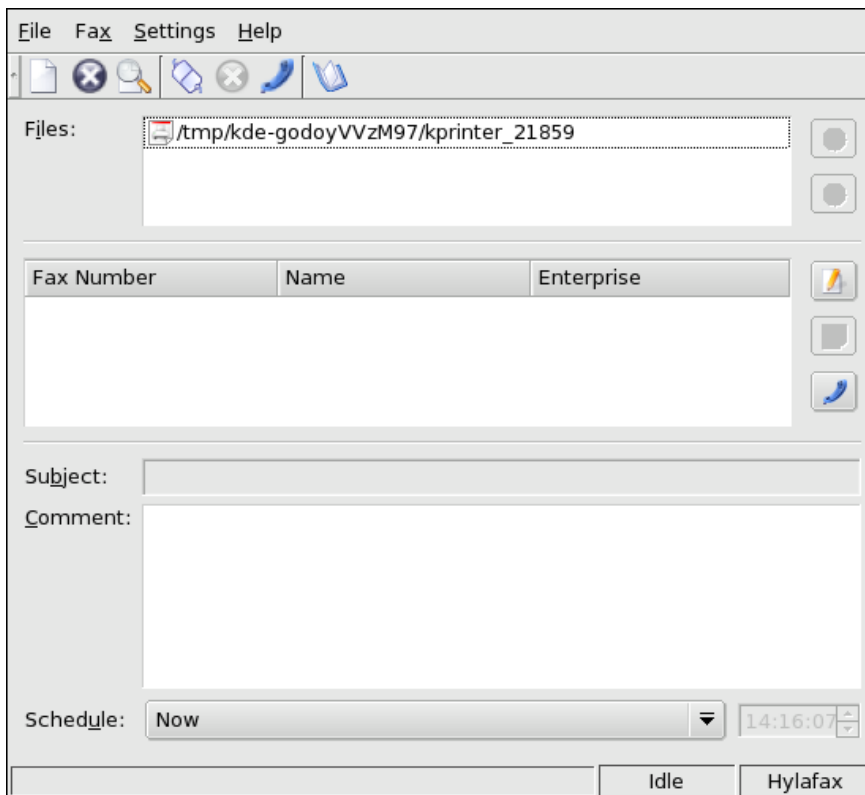 File Fax Settings Help
Files: /tmp/kde-godoyVVzM97/kprinter_21859
Fax Number Name Enterprise
Subject:
Comment:
Schedule: Now 14:16:07
Idle Hylafax